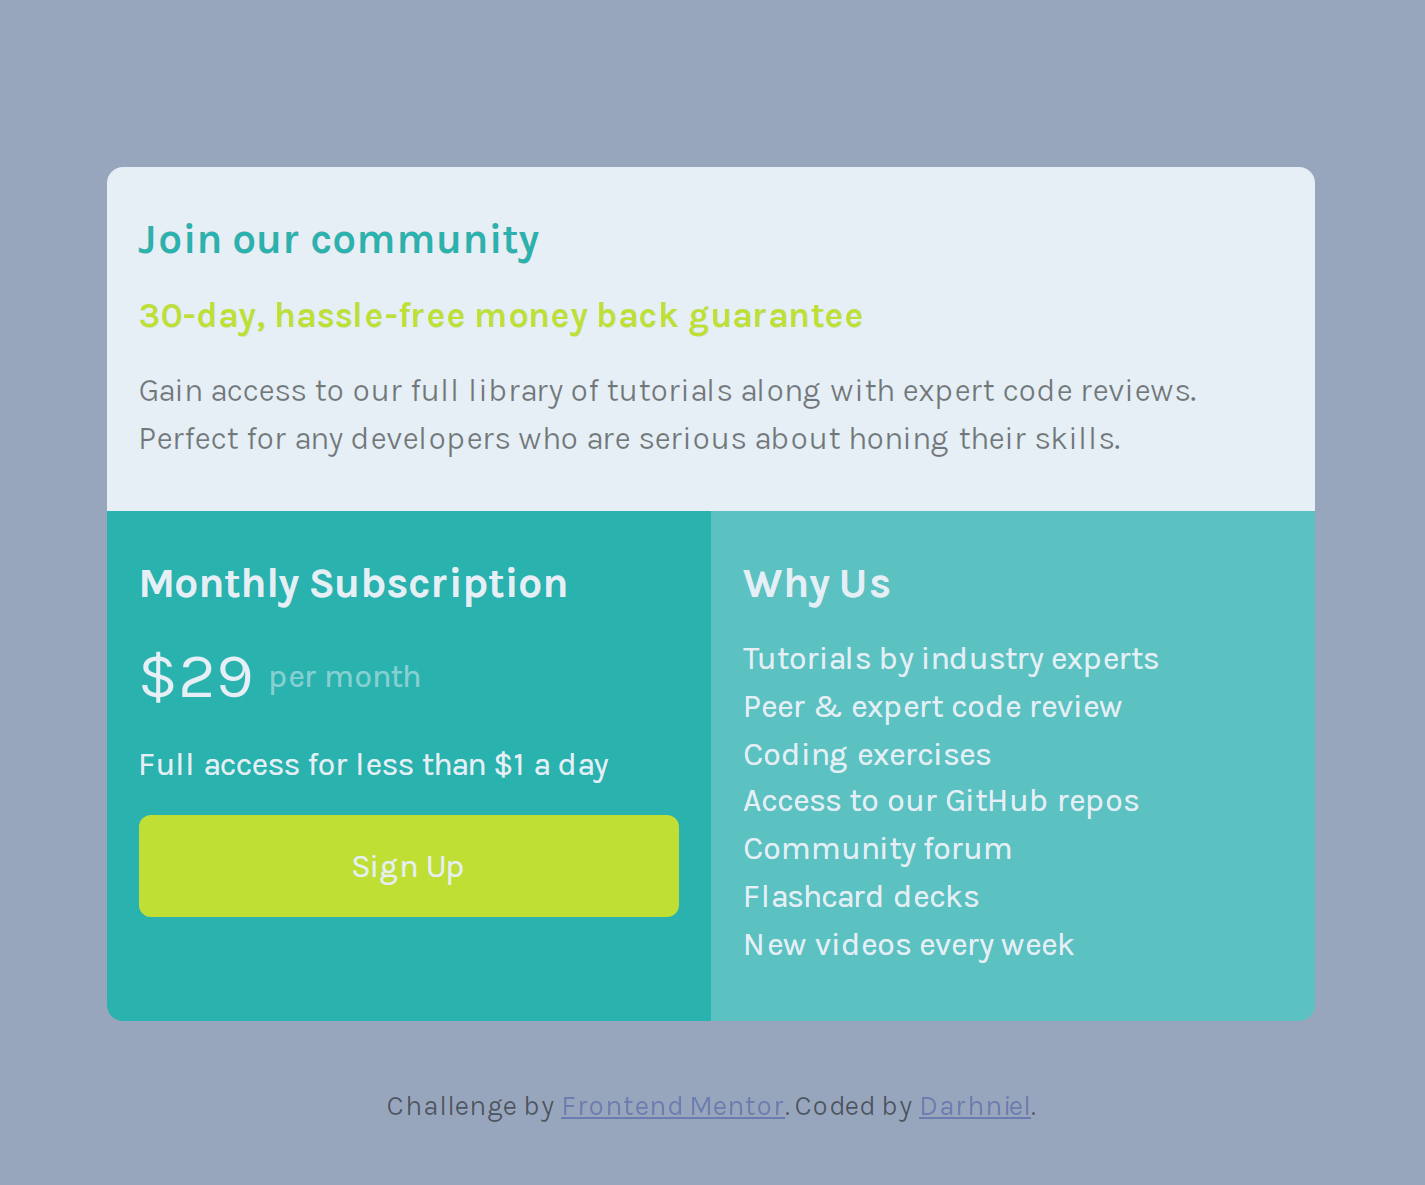 Join our community
30-day, hassle-free money back guarantee
Gain access to our full library of tutorials along with expert code reviews.
Perfect for any developers who are serious about honing their skills.
Monthly Subscription
$29 per month
Full access for less than $1 a day
Sign Up
Why Us
Tutorials by industry experts
Peer & expert code review
Coding exercises
Access to our GitHub repos
Community forum
Flashcard decks
New videos every week
Challenge by Frontend Mentor. Coded by Darhniel.